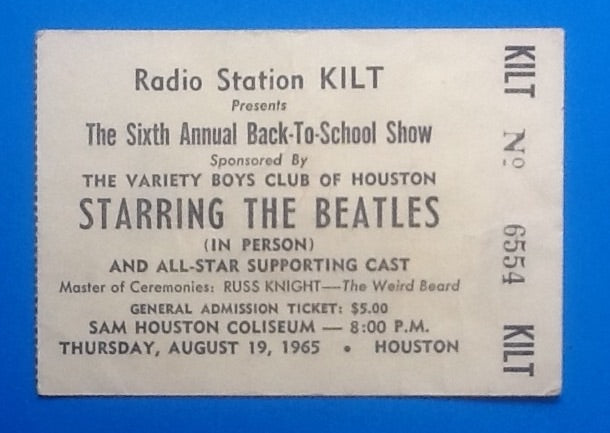 Radio Station KILT
Presents
The Sixth Annual Back-To-School Show
Sponsored By
THE VARIETY BOYS CLUB OF HOUSTON
STARRING THE BEATLES
(IN PERSON)
AND ALL-STAR SUPPORTING CAST
Master of Ceremonies: RUSS KNIGHT—The Weird Beard
GENERAL ADMISSION TICKET: $5.00
SAM HOUSTON COLISEUM — 8:00 P.M.
THURSDAY, AUGUST 19, 1965 • HOUSTON
KILT Nº 6554 KILT